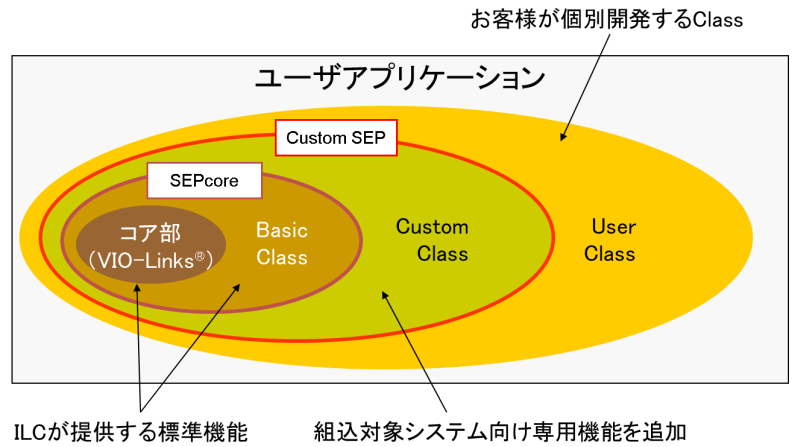 お客様が個別開発するClass
ユーザアプリケーション
Custom SEP
SEPcore
コア部
(VIO-Links®)
Basic
Class
Custom
Class
User
Class
ILCが提供する標準機能
組込対象システム向け専用機能を追加